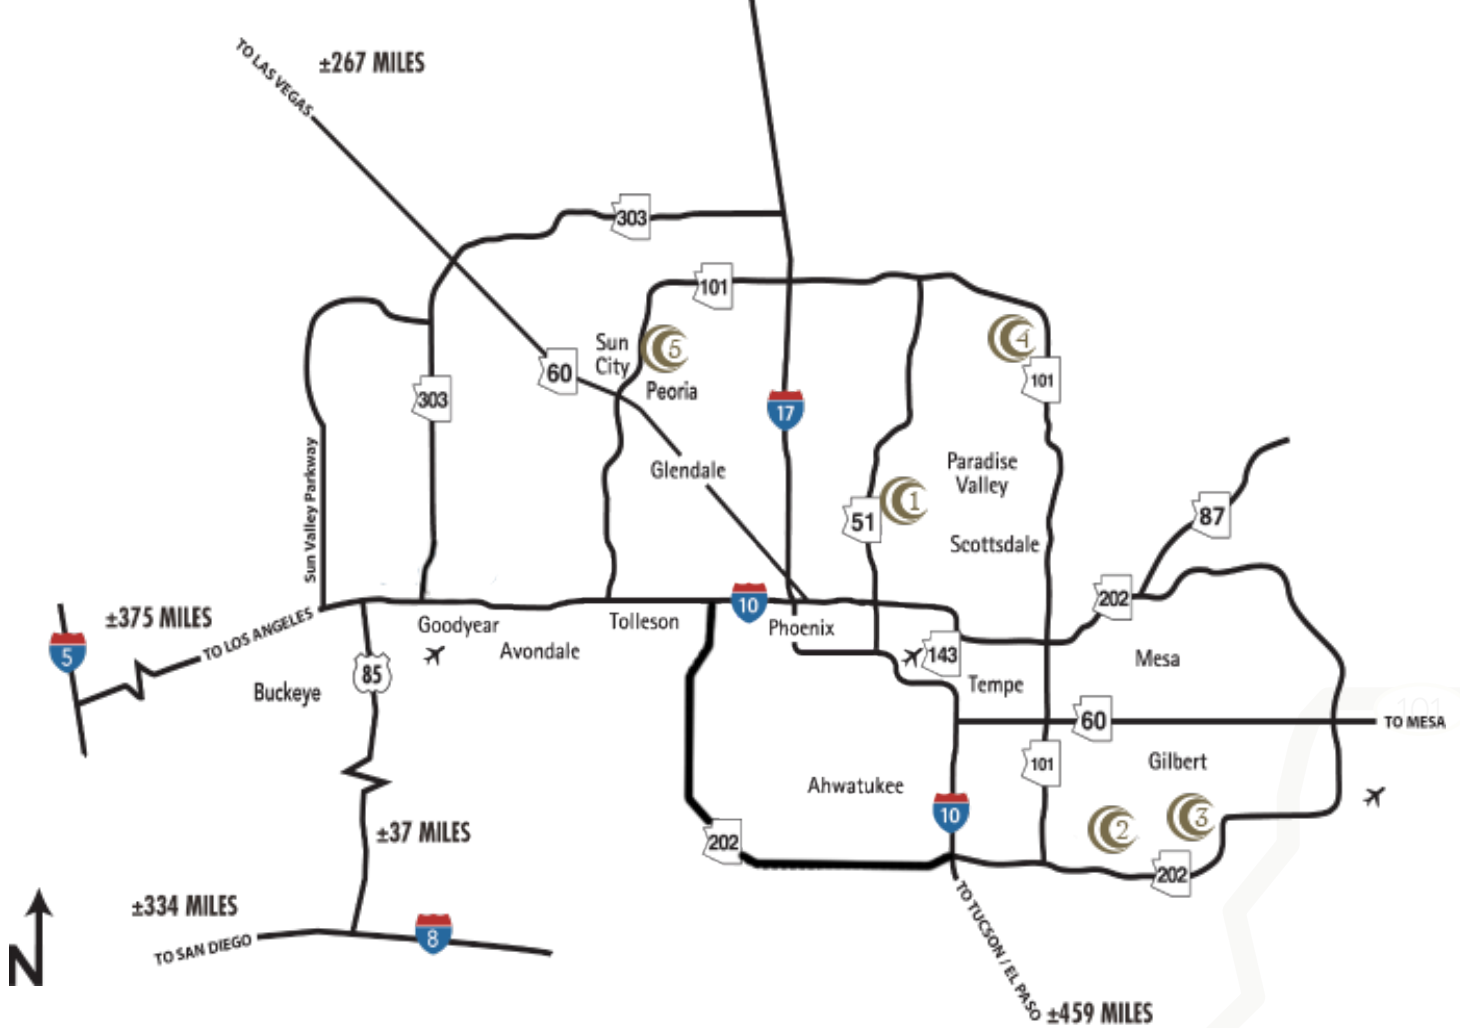 TO LAS VEGAS
±267 MILES
303
101
Sun
City
5
4
60
Peoria
101
303
17
Glendale
Paradise
Valley
Sun Valley Parkway
51
1
87
Scottsdale
±375 MILES
TO LOS ANGELES
10
202
5
Goodyear
Tolleson
Phoenix
Avondale
143
Mesa
85
Buckeye
Tempe
101
60
TO MESA
101
Gilbert
Ahwatukee
10
±37 MILES
202
2
3
202
±334 MILES
TO SAN DIEGO
8
TO TUCSON / EL PASO
±459 MILES
N